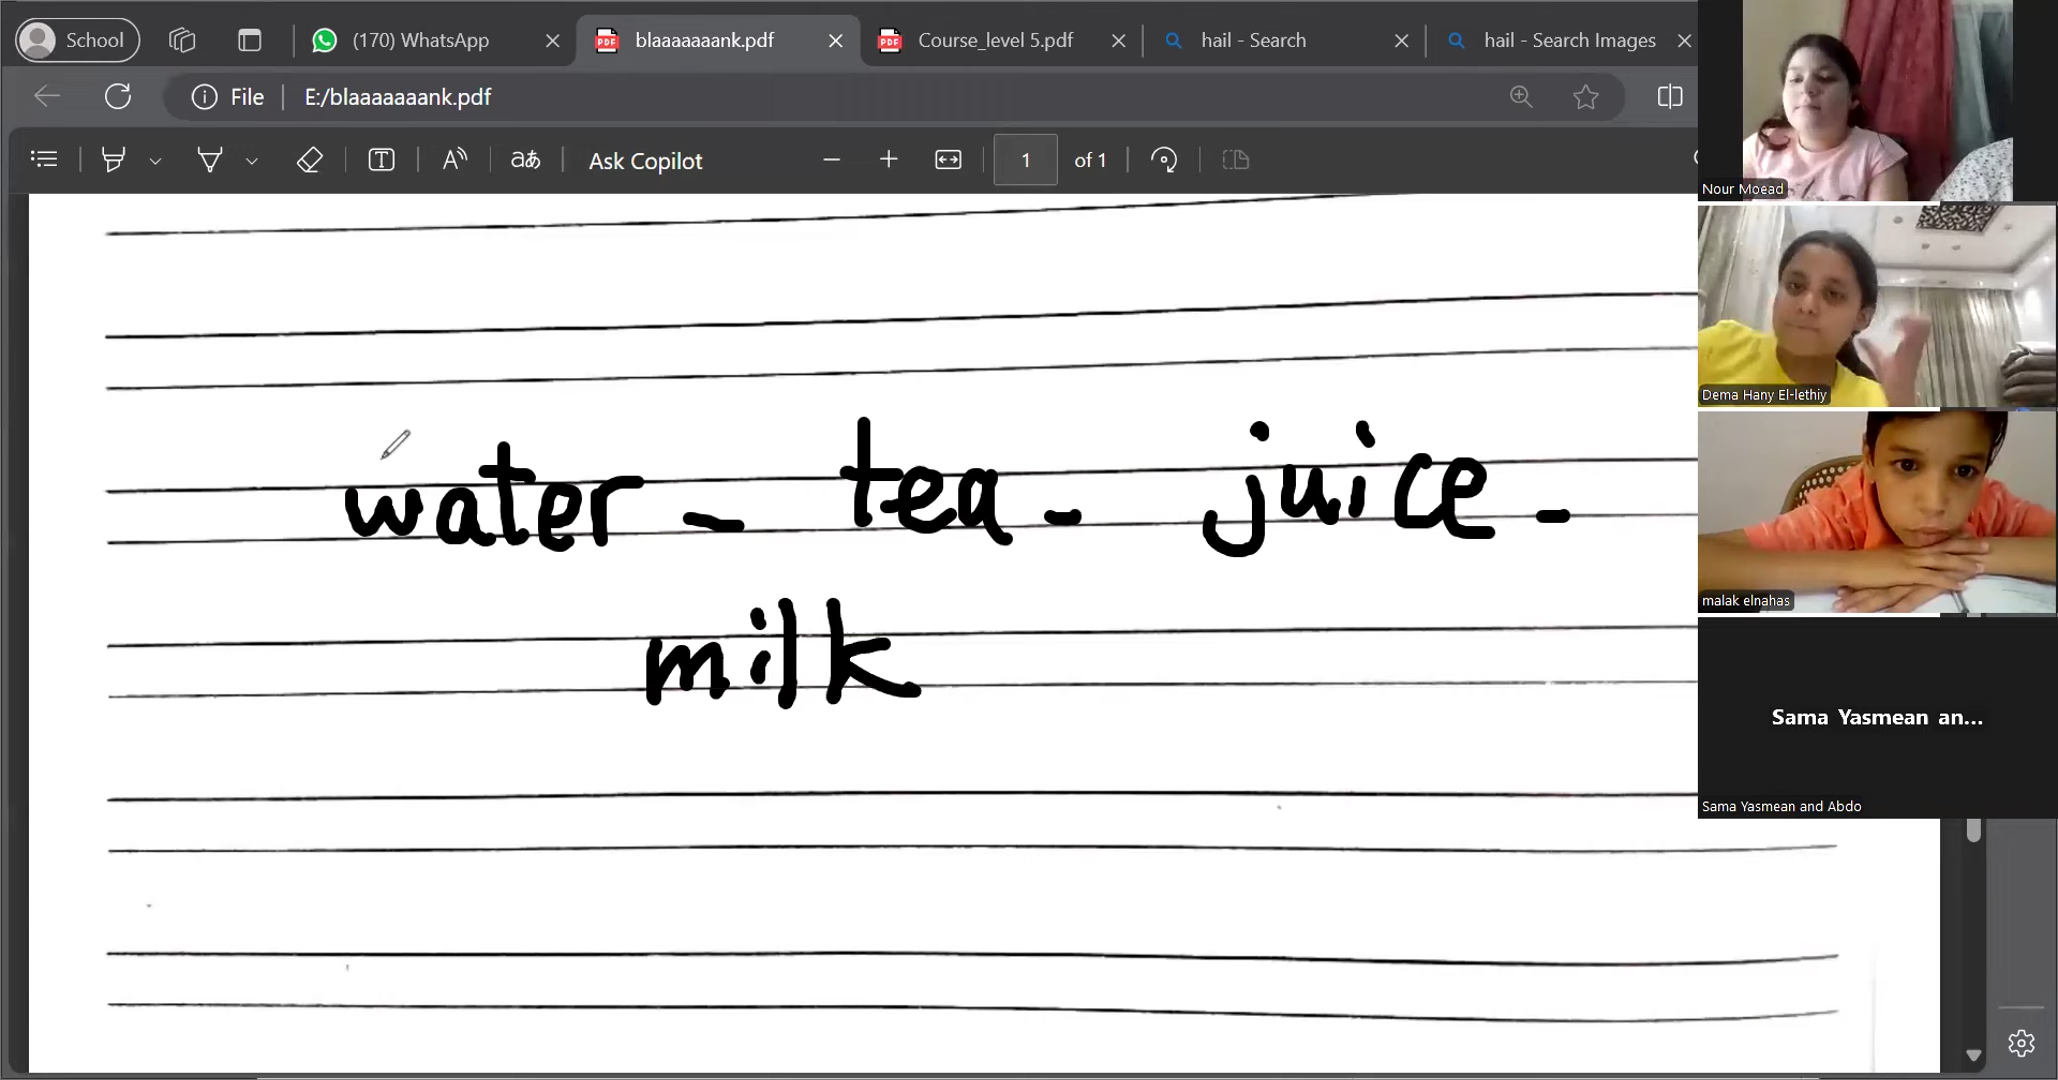 School
(170) WhatsApp
blaaaaaaank.pdf
Course_level 5.pdf
hail - Search
hail - Search Images
File
E:/blaaaaaaank.pdf
Ask Copilot
1 of 1
water - tea - juice -
milk
Nour Moead
Dema Hany El-lethiy
malak elnahas
Sama Yasmean an...
Sama Yasmean and Abdo